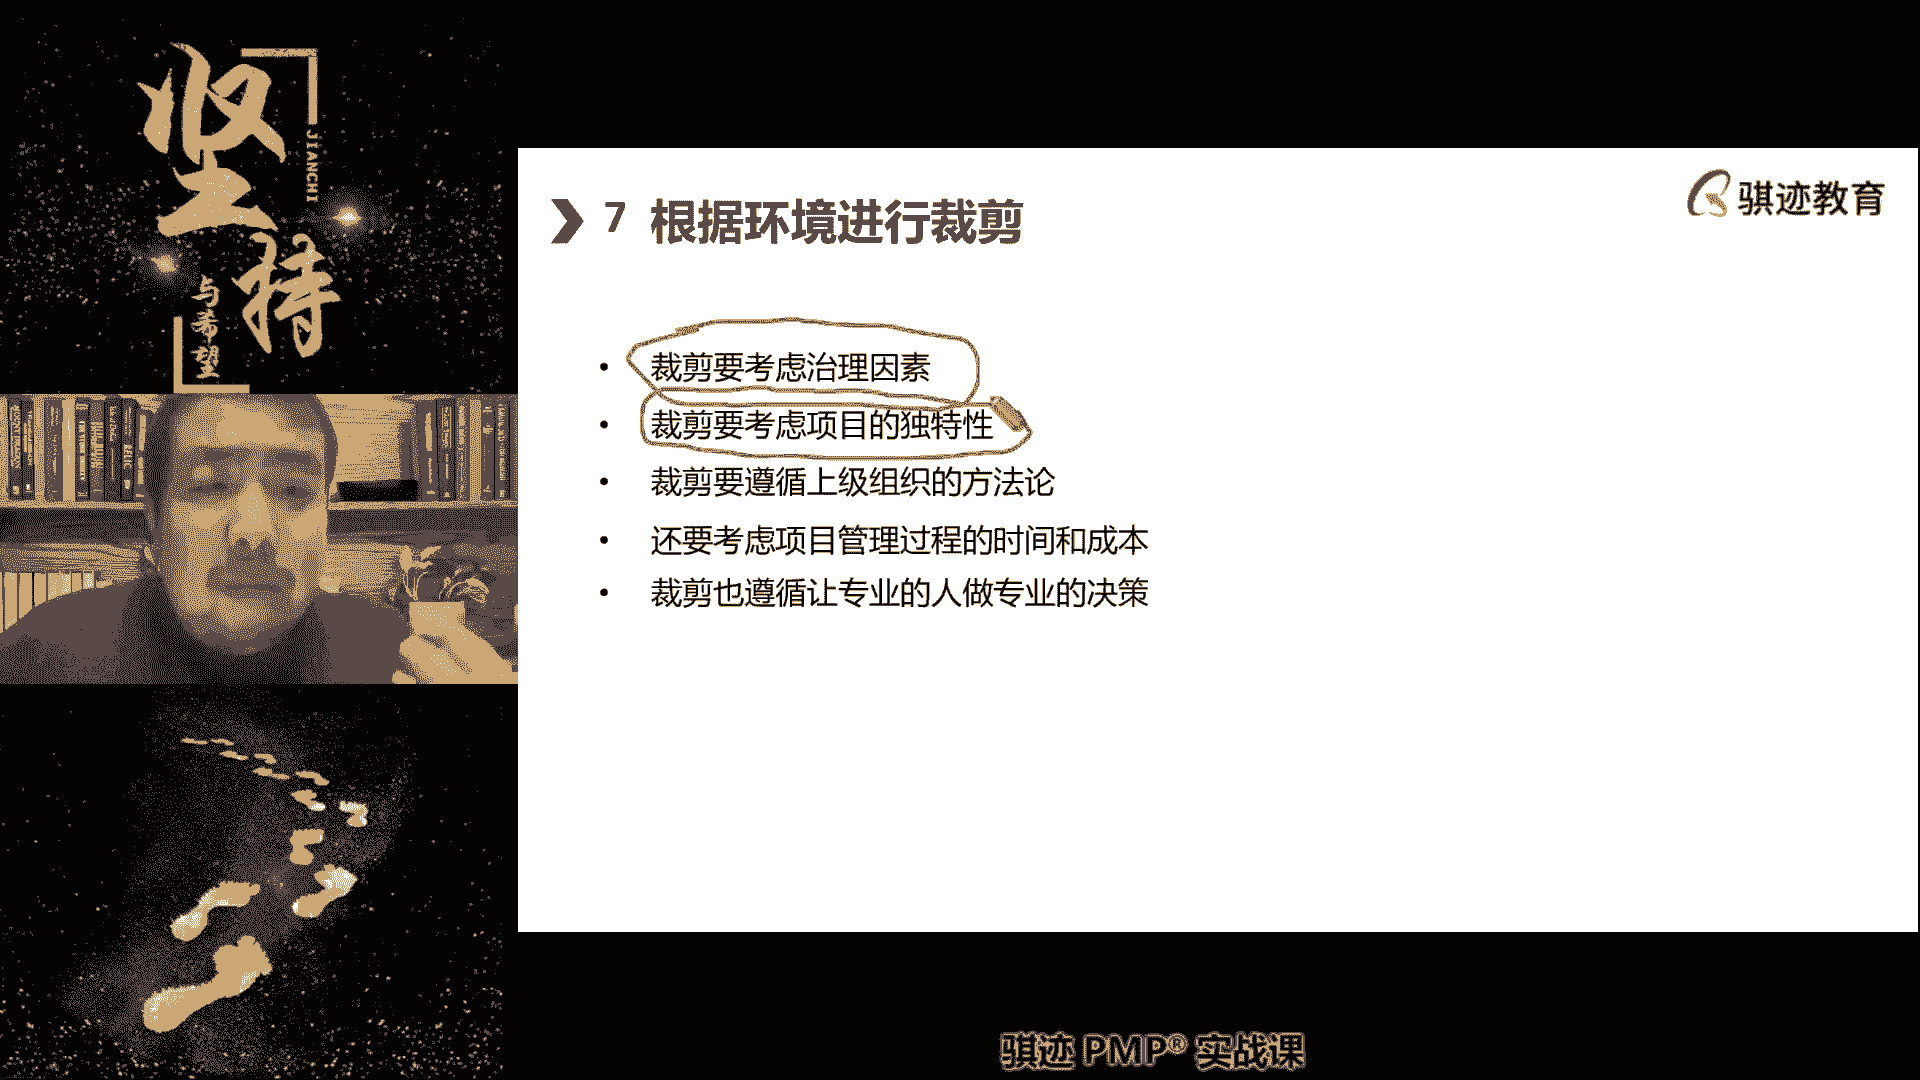 坚持
JIANCHI
与希望
骐迹教育
7 根据环境进行裁剪
• 裁剪要考虑治理因素
• 裁剪要考虑项目的独特性
• 裁剪要遵循上级组织的方法论
• 还要考虑项目管理过程的时间和成本
• 裁剪也遵循让专业的人做专业的决策
骐迹 PMP® 实战课